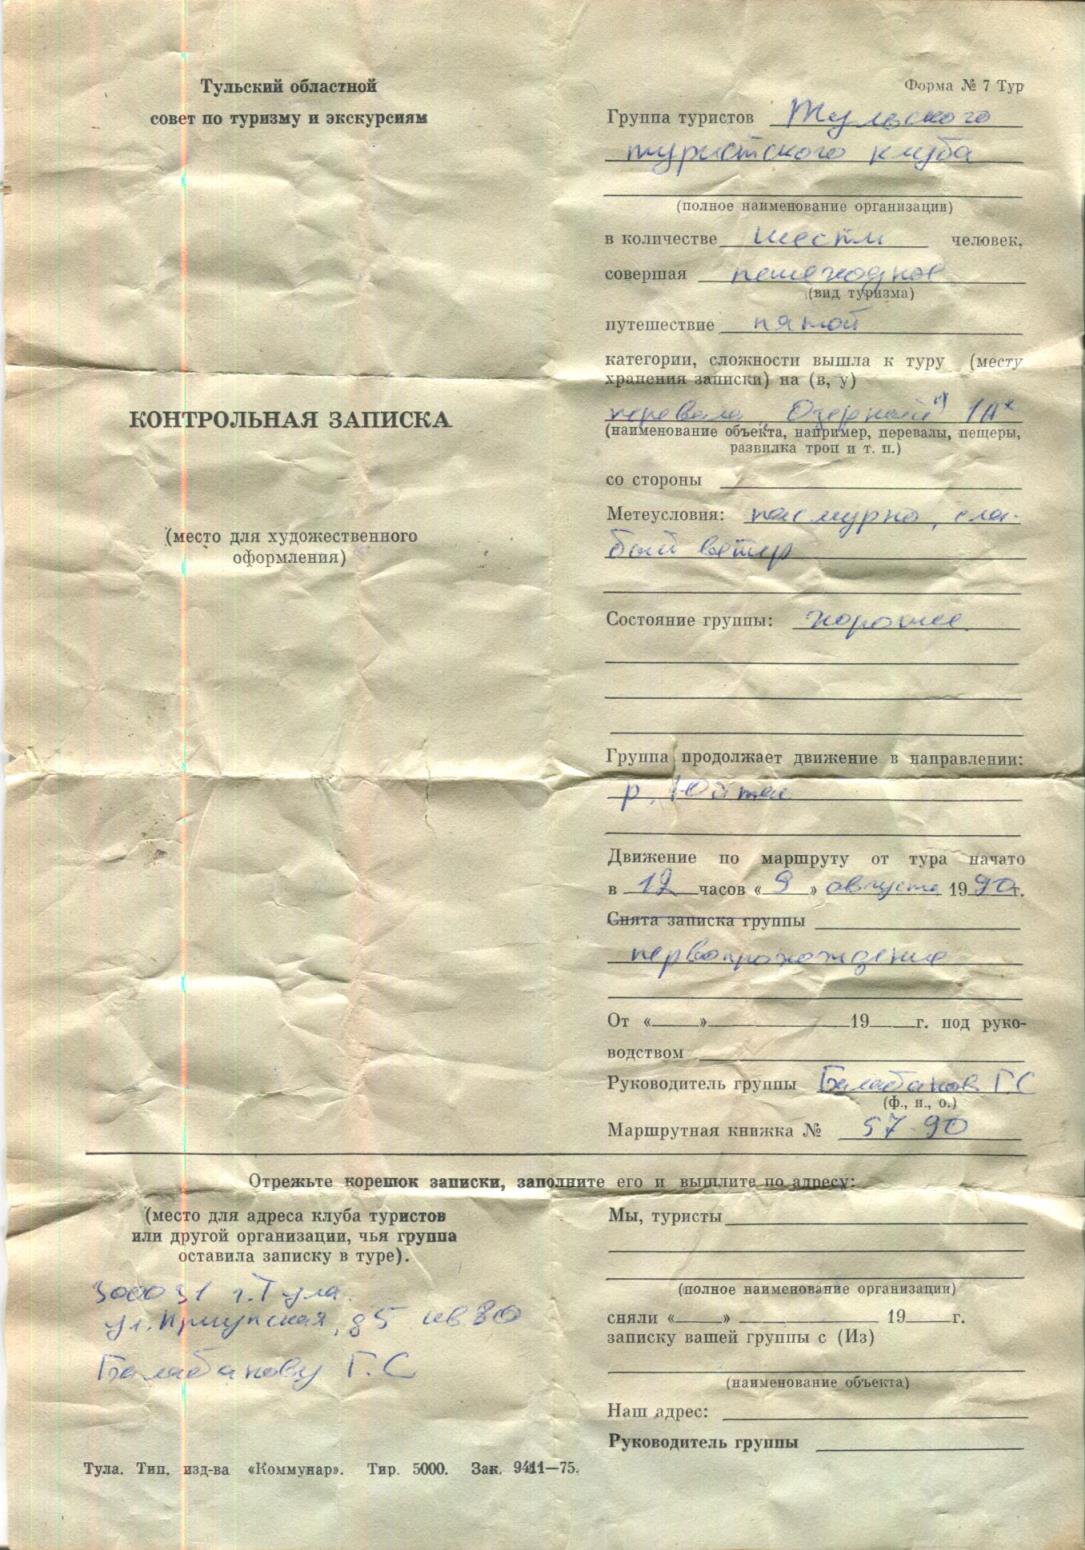 Тульский областной
совет по туризму и экскурсиям
КОНТРОЛЬНАЯ ЗАПИСКА
(место для художественного
оформления)
Форма № 7 Тур
Группа туристов Тульского
туристского клуба
(полное наименование организации)
в количестве шести человек,
совершая пешеходное
(вид туризма)
путешествие пятой
категории, сложности вышла к туру (месту
хранения записки) на (в, у)
перевала „Озерный" 1А*
(наименование объекта, например, перевалы, пещеры,
развилка троп и т. п.)
со стороны
Метеусловия: пасмурно, сла-
бый ветер
Состояние группы: хорошее
Группа продолжает движение в направлении:
р.
Движение по маршруту от тура начато
в 12 часов «9» августа 1990г.
Снята записка группы
первопрохождение
От « » 19 г. под руко-
водством
Руководитель группы Балабанов Г.С
(ф., и., о.)
Маршрутная книжка № 57-90
Отрежьте корешок записки, заполните его и вышлите по адресу:
(место для адреса клуба туристов
или другой организации, чья группа
оставила записку в туре).
300031 г.Тула
ул. 85 кв 80
Балабанову Г.С
Мы, туристы
(полное наименование организации)
сняли « » 19 г.
записку вашей группы с (Из)
(наименование объекта)
Наш адрес:
Руководитель группы
Тула. Тип. изд-ва «Коммунар». Тир. 5000. Зак. 9411—75.